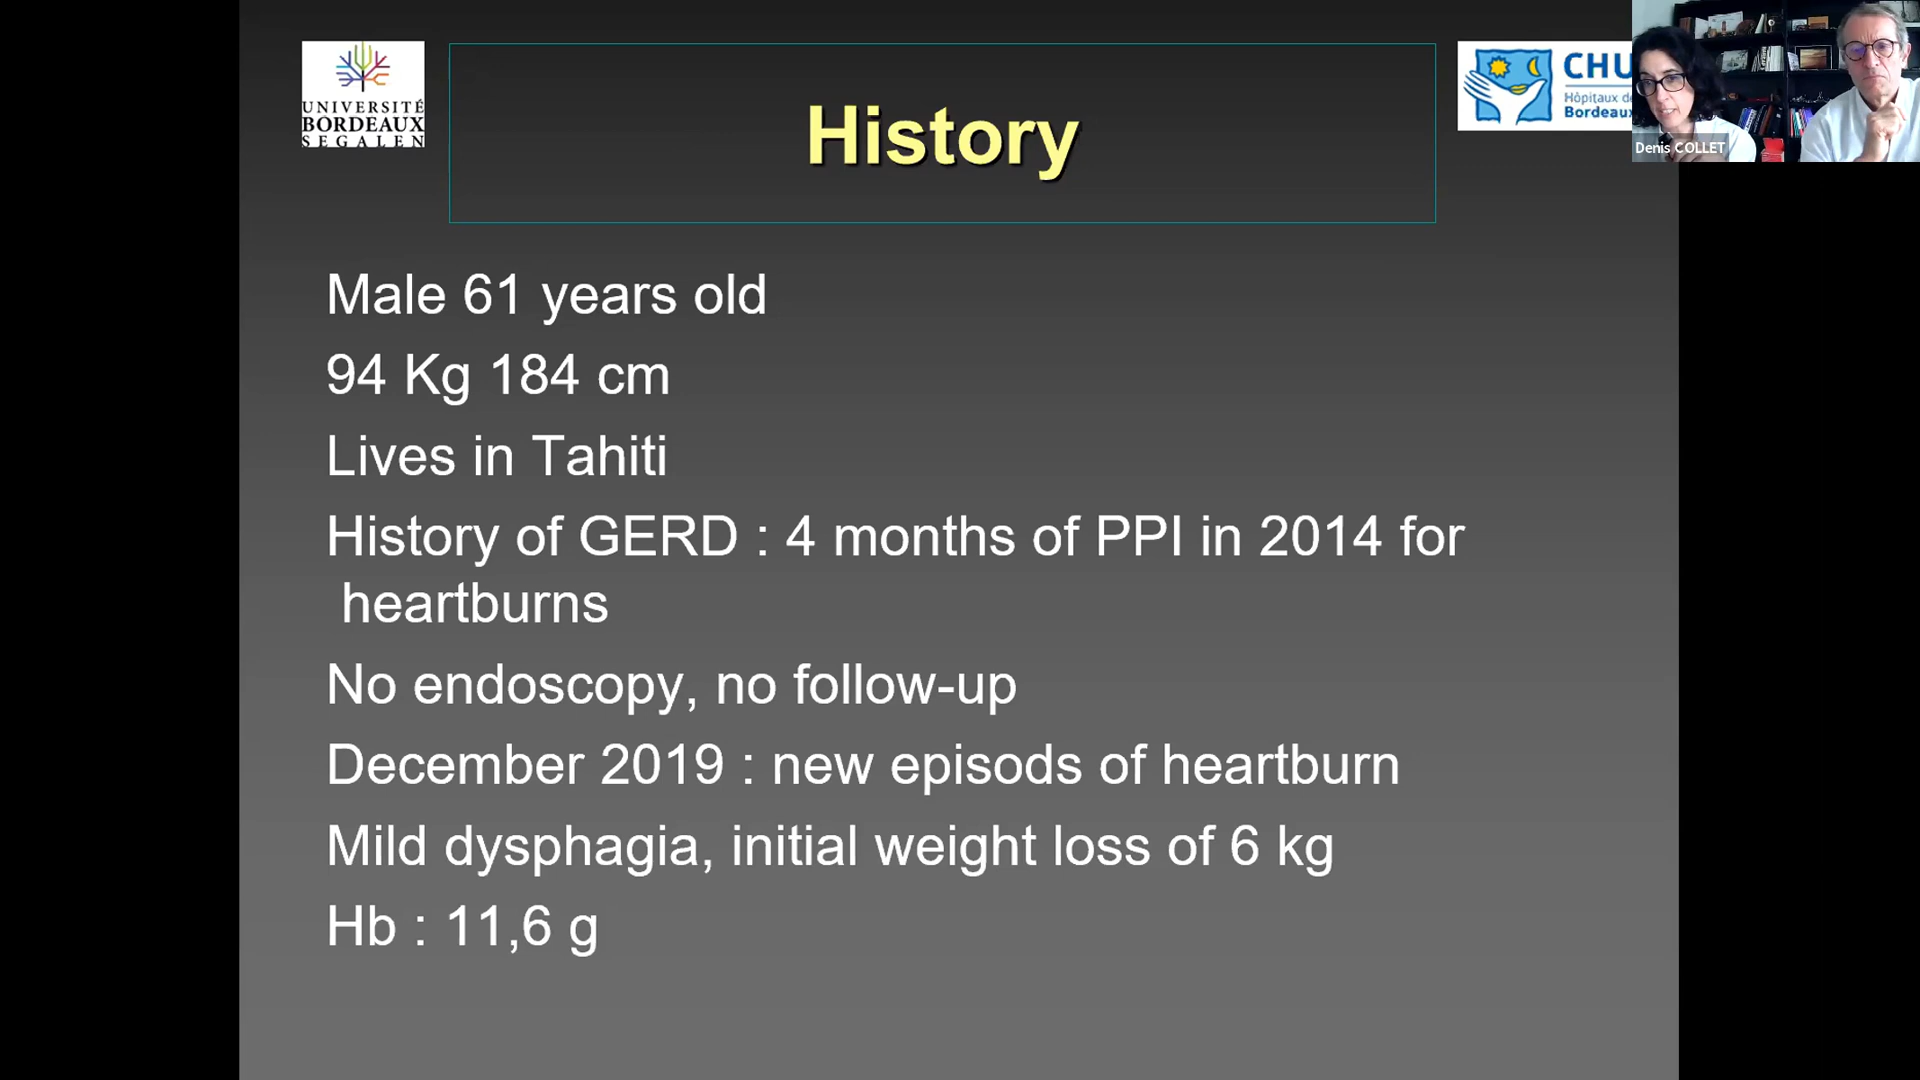 UNIVERSITÉ
BORDEAUX
SEGALEN
History
CHU
Hôpitaux de
Bordeaux
Denis COLLET
Male 61 years old
94 Kg 184 cm
Lives in Tahiti
History of GERD : 4 months of PPI in 2014 for
heartburns
No endoscopy, no follow-up
December 2019 : new episods of heartburn
Mild dysphagia, initial weight loss of 6 kg
Hb : 11,6 g